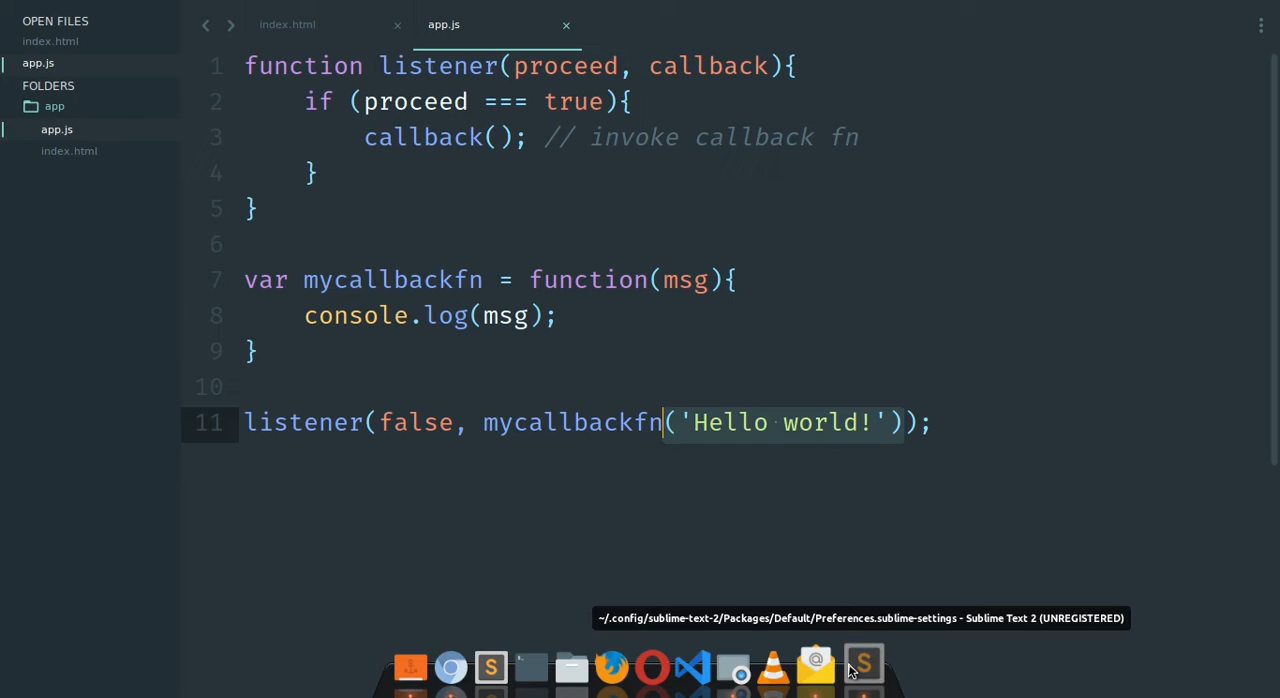 OPEN FILES
index.html
app.js
FOLDERS
app
app.js
index.html
index.html × app.js ×
1 function listener(proceed, callback){
2 if (proceed === true){
3 callback(); // invoke callback fn
4 }
5 }
6
7 var mycallbackfn = function(msg){
8 console.log(msg);
9 }
10
11 listener(false, mycallbackfn('Hello world!'));
~/.config/sublime-text-2/Packages/Default/Preferences.sublime-settings - Sublime Text 2 (UNREGISTERED)